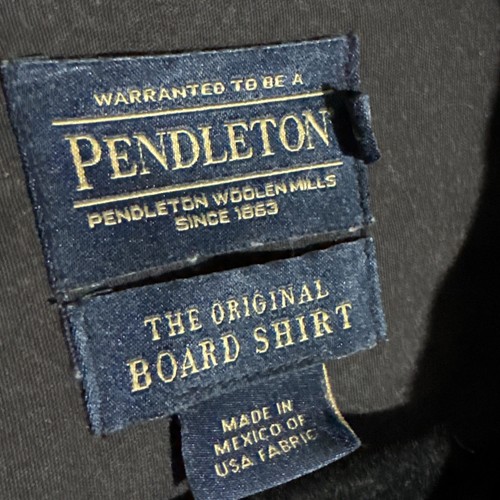 WARRANTED TO BE A
PENDLETON
PENDLETON WOOLEN MILLS
SINCE 1863
THE ORIGINAL
BOARD SHIRT
MADE IN
MEXICO OF
USA FABRIC